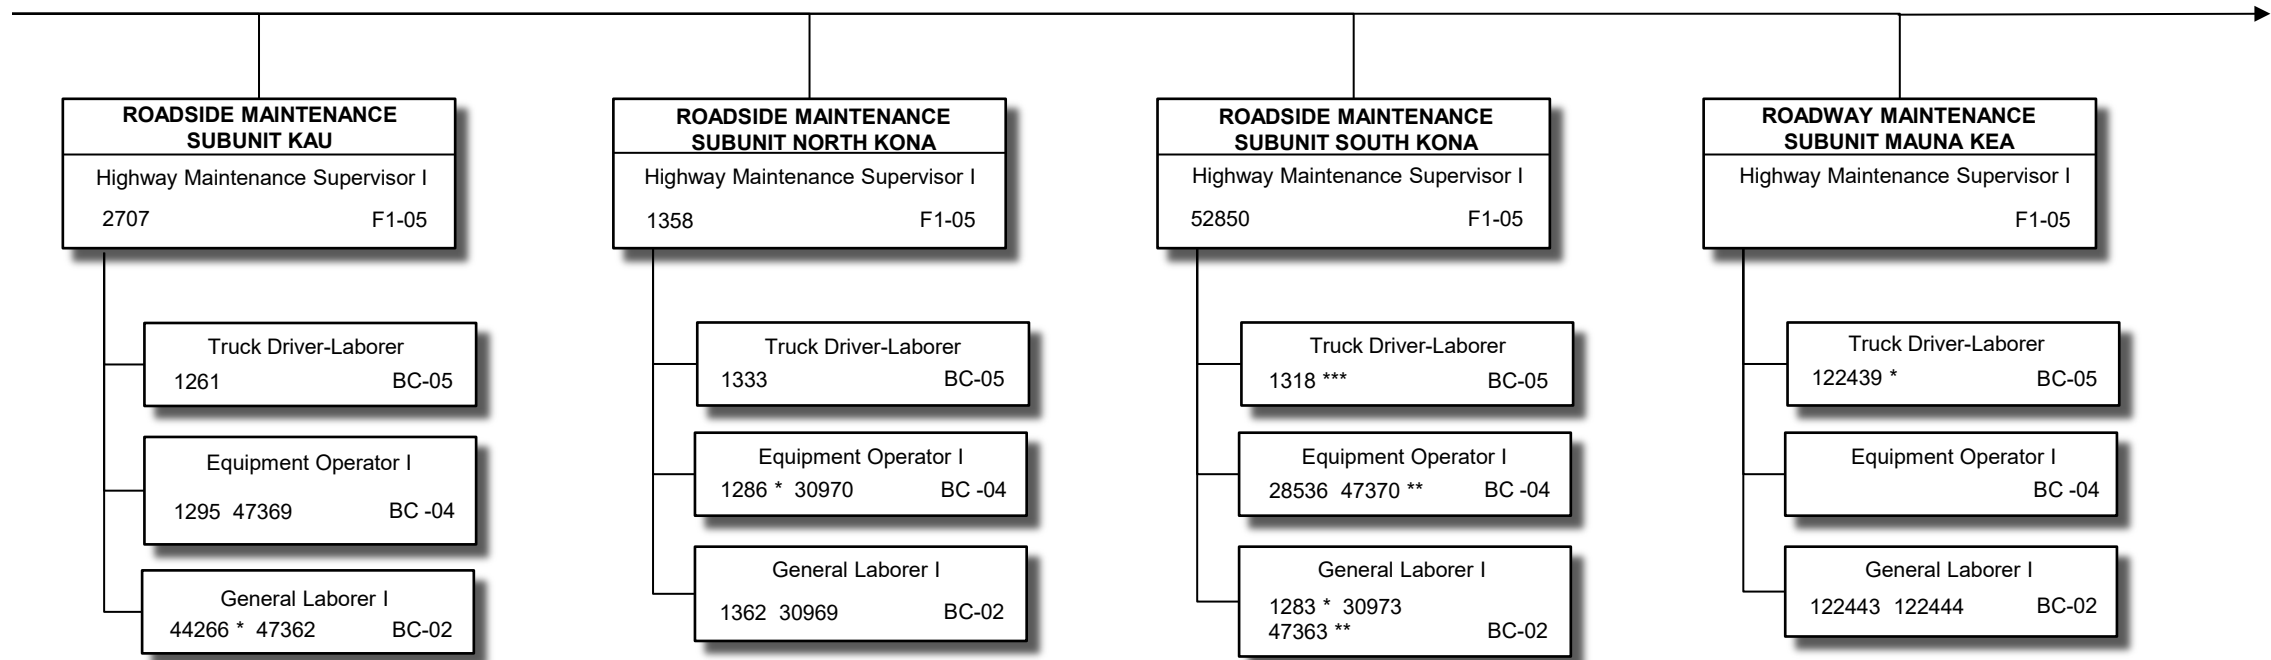 ROADSIDE MAINTENANCE
SUBUNIT KAU
Highway Maintenance Supervisor I
2707 F1-05
Truck Driver-Laborer
1261 BC-05
Equipment Operator I
1295 47369 BC -04
General Laborer I
44266 * 47362 BC-02
ROADSIDE MAINTENANCE
SUBUNIT NORTH KONA
Highway Maintenance Supervisor I
1358 F1-05
Truck Driver-Laborer
1333 BC-05
Equipment Operator I
1286 * 30970 BC -04
General Laborer I
1362 30969 BC-02
ROADSIDE MAINTENANCE
SUBUNIT SOUTH KONA
Highway Maintenance Supervisor I
52850 F1-05
Truck Driver-Laborer
1318 *** BC-05
Equipment Operator I
28536 47370 ** BC -04
General Laborer I
1283 * 30973
47363 ** BC-02
ROADWAY MAINTENANCE
SUBUNIT MAUNA KEA
Highway Maintenance Supervisor I
F1-05
Truck Driver-Laborer
122439 * BC-05
Equipment Operator I
BC -04
General Laborer I
122443 122444 BC-02